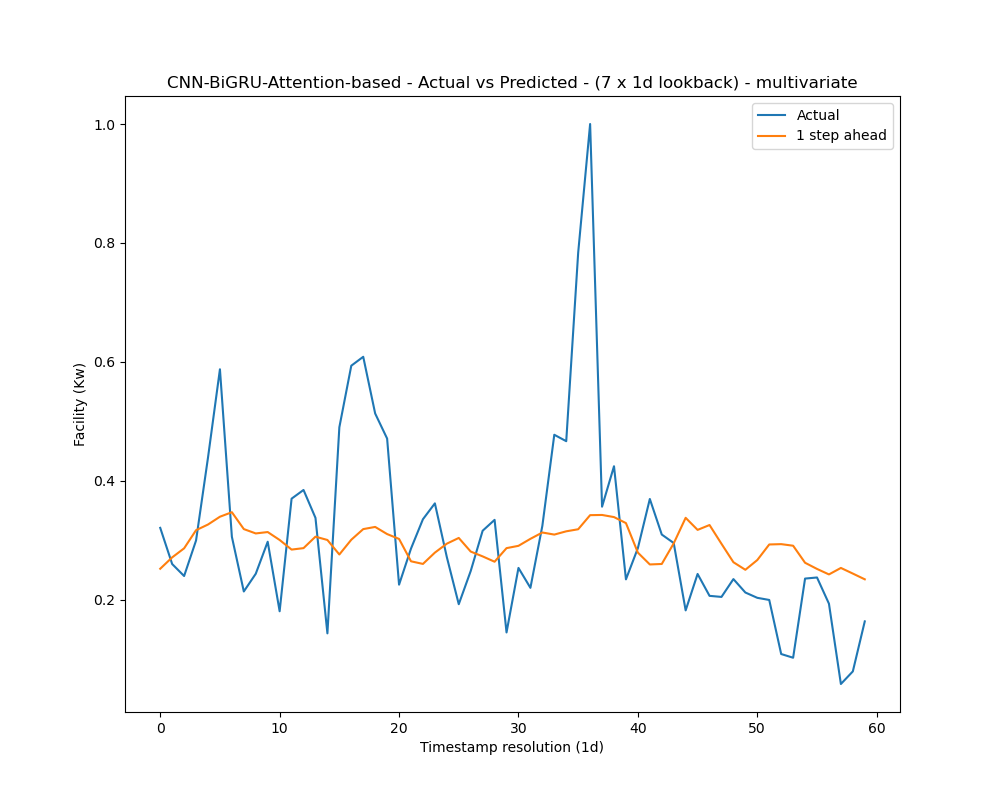 CNN-BiGRU-Attention-based - Actual vs Predicted - (7 x 1d lookback) - multivariate
Actual
1 step ahead
1.0
0.8
0.6
0.4
0.2
Facility (Kw)
0 10 20 30 40 50 60
Timestamp resolution (1d)